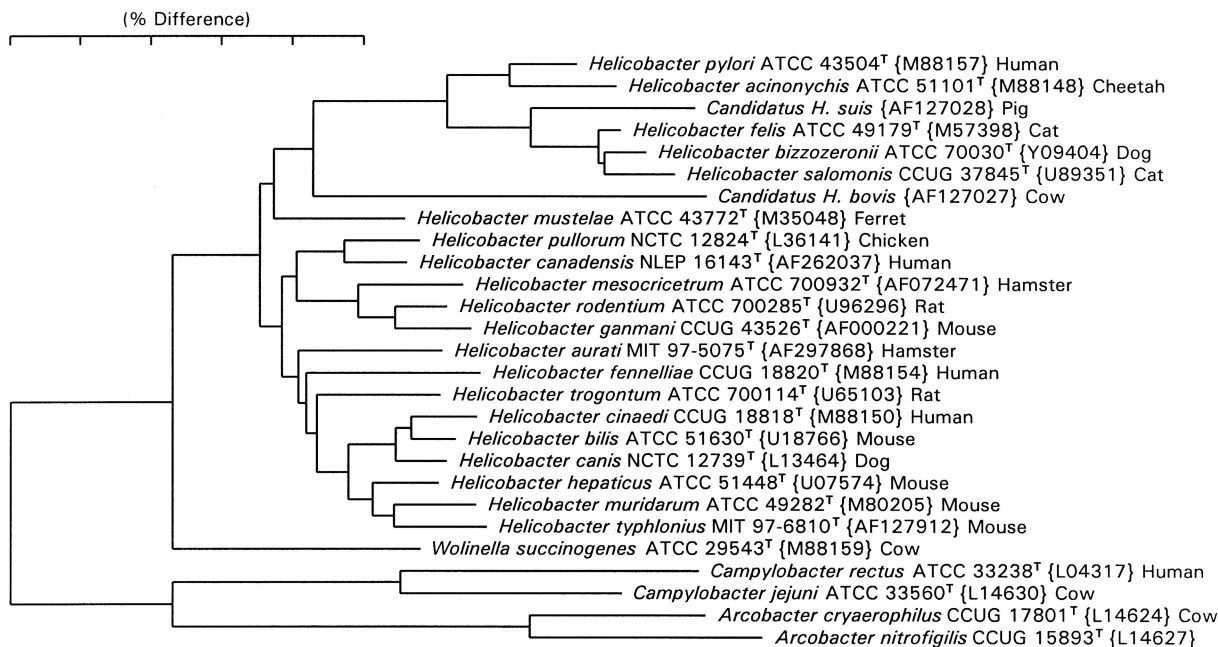 (% Difference)
Helicobacter pylori ATCC 43504ᵀ {M88157} Human
Helicobacter acinonychis ATCC 51101ᵀ {M88148} Cheetah
Candidatus H. suis {AF127028} Pig
Helicobacter felis ATCC 49179ᵀ {M57398} Cat
Helicobacter bizzozeronii ATCC 70030ᵀ {Y09404} Dog
Helicobacter salomonis CCUG 37845ᵀ {U89351} Cat
Candidatus H. bovis {AF127027} Cow
Helicobacter mustelae ATCC 43772ᵀ {M35048} Ferret
Helicobacter pullorum NCTC 12824ᵀ {L36141} Chicken
Helicobacter canadensis NLEP 16143ᵀ {AF262037} Human
Helicobacter mesocricetrum ATCC 700932ᵀ {AF072471} Hamster
Helicobacter rodentium ATCC 700285ᵀ {U96296} Rat
Helicobacter ganmani CCUG 43526ᵀ {AF000221} Mouse
Helicobacter aurati MIT 97-5075ᵀ {AF297868} Hamster
Helicobacter fennelliae CCUG 18820ᵀ {M88154} Human
Helicobacter trogontum ATCC 700114ᵀ {U65103} Rat
Helicobacter cinaedi CCUG 18818ᵀ {M88150} Human
Helicobacter bilis ATCC 51630ᵀ {U18766} Mouse
Helicobacter canis NCTC 12739ᵀ {L13464} Dog
Helicobacter hepaticus ATCC 51448ᵀ {U07574} Mouse
Helicobacter muridarum ATCC 49282ᵀ {M80205} Mouse
Helicobacter typhlonius MIT 97-6810ᵀ {AF127912} Mouse
Wolinella succinogenes ATCC 29543ᵀ {M88159} Cow
Campylobacter rectus ATCC 33238ᵀ {L04317} Human
Campylobacter jejuni ATCC 33560ᵀ {L14630} Cow
Arcobacter cryaerophilus CCUG 17801ᵀ {L14624} Cow
Arcobacter nitrofigilis CCUG 15893ᵀ {L14627}